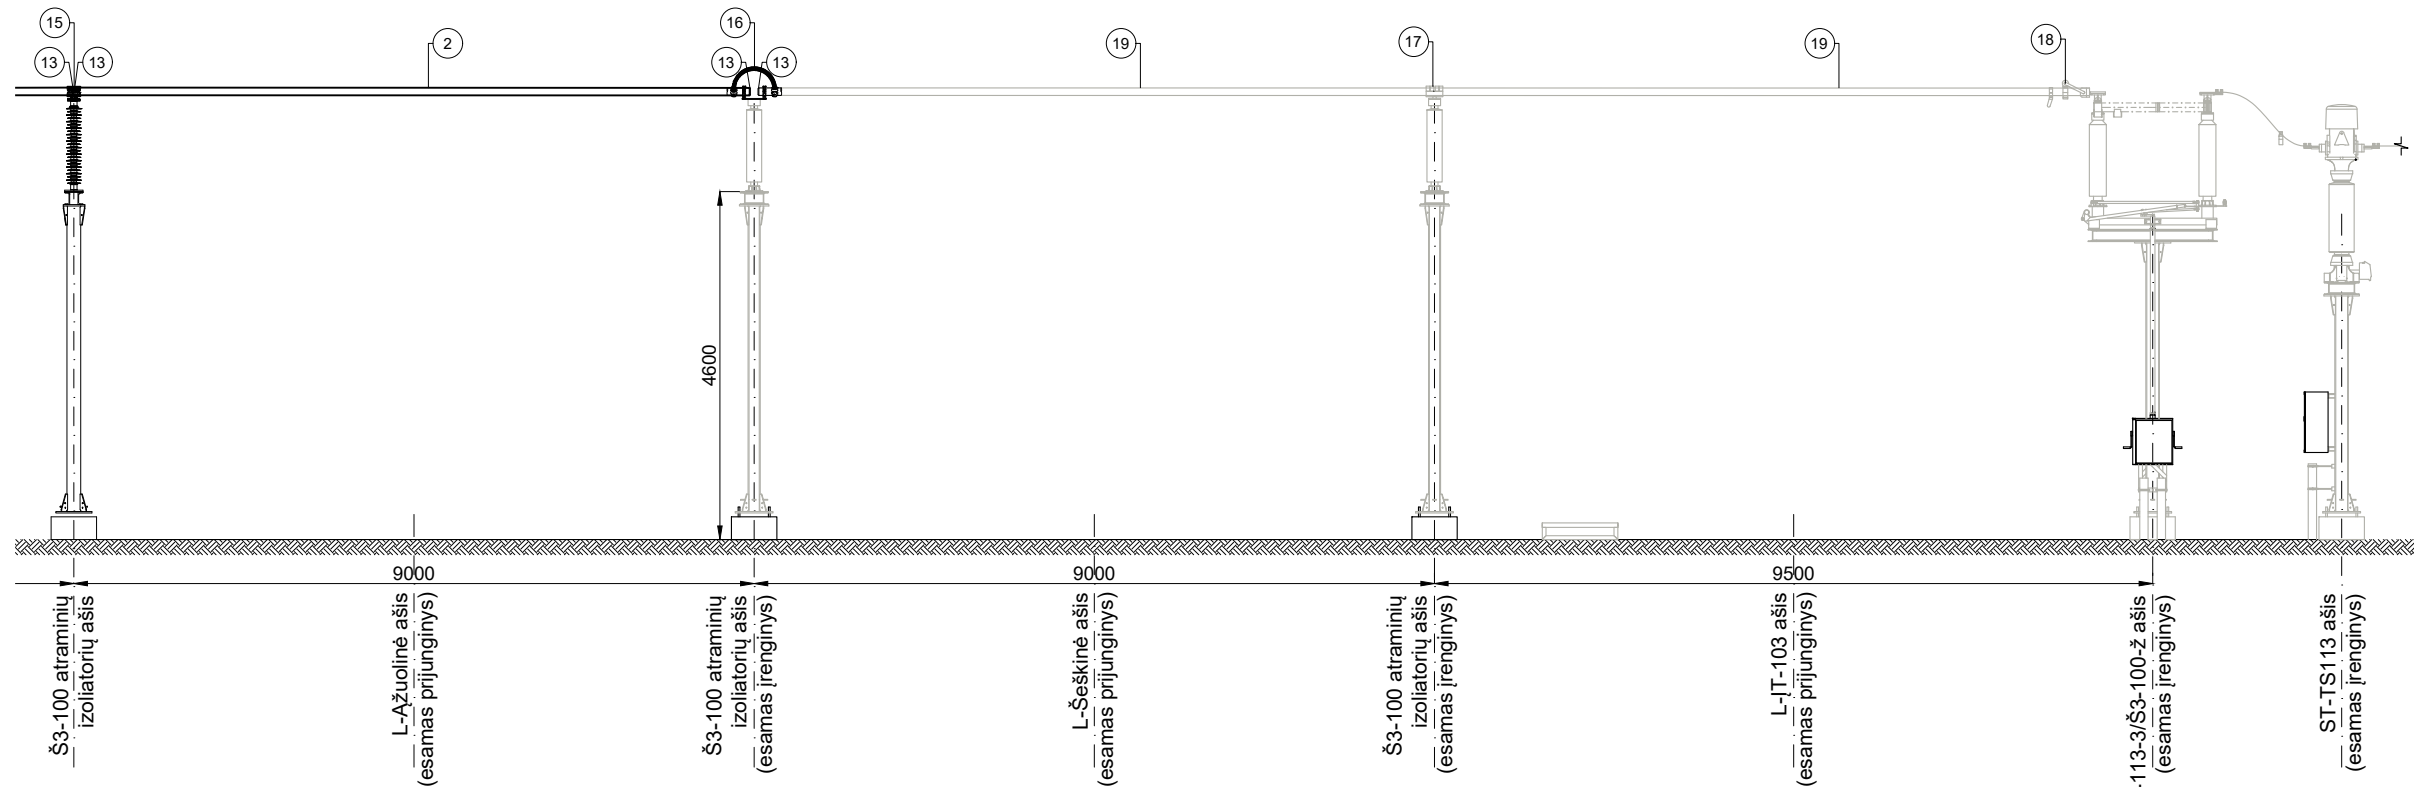 15
16
2
19
17
19
18
13
13
13
13
4600
9000
9000
9500
Š3-100 atraminių
izoliatorių ašis
L-Ąžuolinė ašis
(esamas prijunginys)
Š3-100 atraminių
izoliatorių ašis
(esamas įrenginys)
L-Šeškinė ašis
(esamas prijunginys)
Š3-100 atraminių
izoliatorių ašis
(esamas įrenginys)
L-ĮT-103 ašis
(esamas prijunginys)
-113-3/Š3-100-ž ašis
(esamas įrenginys)
ST-TS113 ašis
(esamas įrenginys)